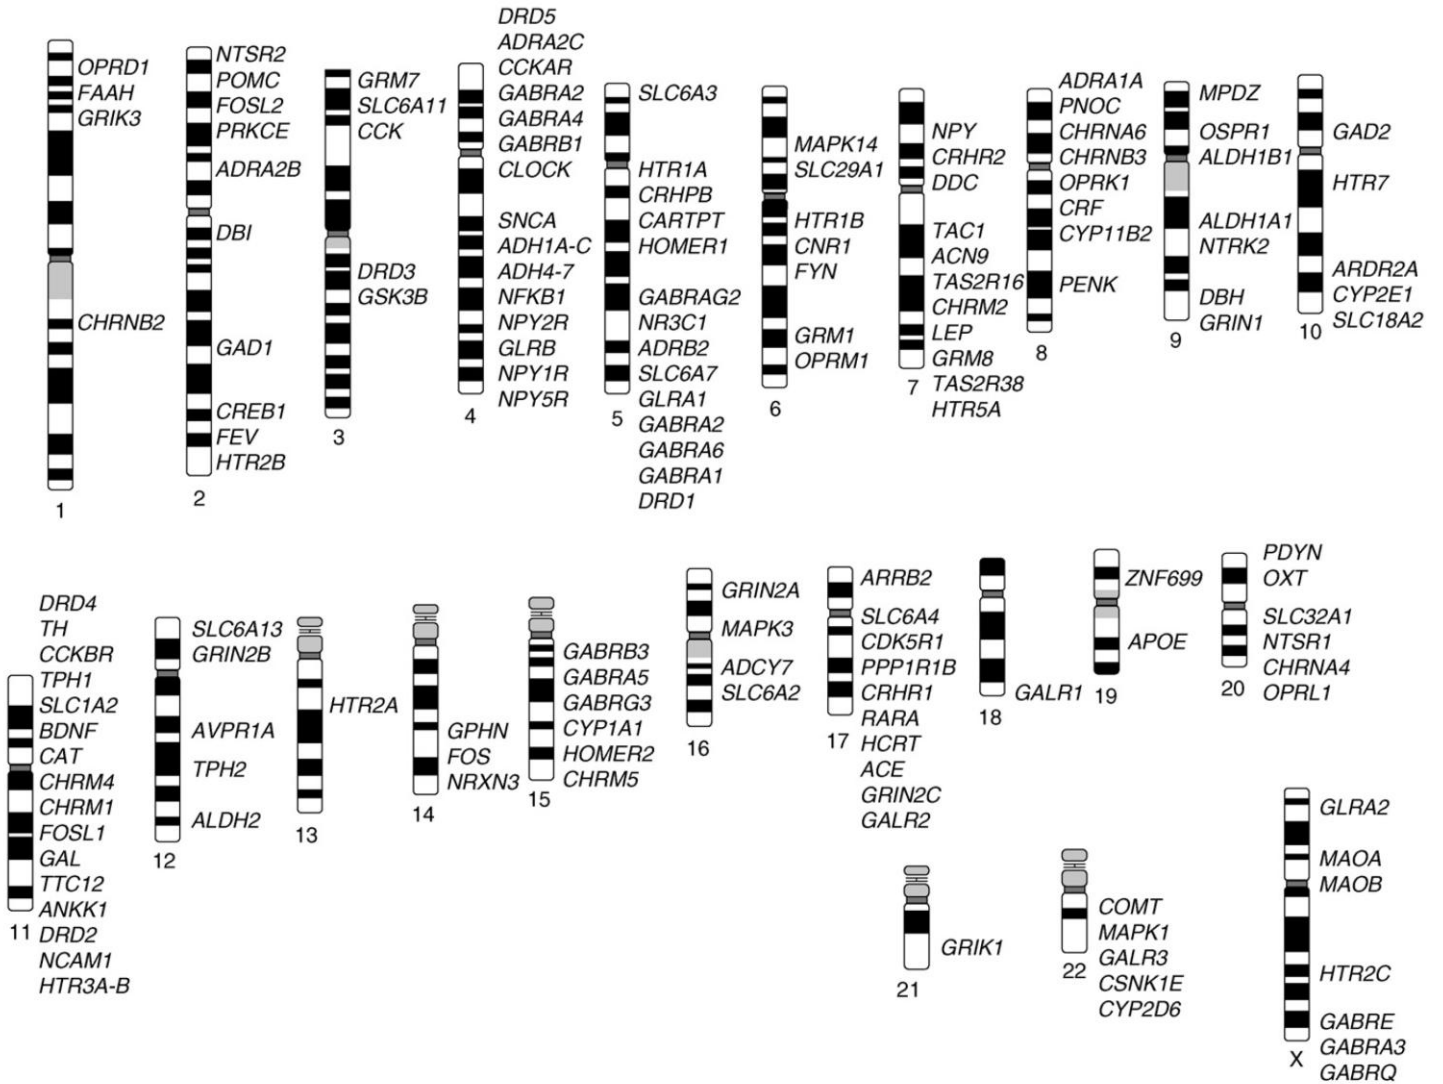 OPRD1
FAAH
GRIK3
CHRNB2
1
NTSR2
POMC
FOSL2
PRKCE
ADRA2B
DBI
GAD1
CREB1
FEV
HTR2B
2
GRM7
SLC6A11
CCK
DRD3
GSK3B
3
DRD5
ADRA2C
CCKAR
GABRA2
GABRA4
GABRB1
CLOCK
SNCA
ADH1A-C
ADH4-7
NFKB1
NPY2R
GLRB
NPY1R
NPY5R
4
SLC6A3
HTR1A
CRHPB
CARTPT
HOMER1
GABRAG2
NR3C1
ADRB2
SLC6A7
GLRA1
GABRA2
GABRA6
GABRA1
DRD1
5
MAPK14
SLC29A1
HTR1B
CNR1
FYN
GRM1
OPRM1
6
NPY
CRHR2
DDC
TAC1
ACN9
TAS2R16
CHRM2
LEP
GRM8
TAS2R38
HTR5A
7
ADRA1A
PNOC
CHRNA6
CHRNB3
OPRK1
CRF
CYP11B2
PENK
8
MPDZ
OSPR1
ALDH1B1
ALDH1A1
NTRK2
DBH
GRIN1
9
GAD2
HTR7
ARDR2A
CYP2E1
SLC18A2
10
DRD4
TH
CCKBR
TPH1
SLC1A2
BDNF
CAT
CHRM4
CHRM1
FOSL1
GAL
TTC12
ANKK1
DRD2
NCAM1
HTR3A-B
11
SLC6A13
GRIN2B
AVPR1A
TPH2
ALDH2
12
HTR2A
13
GPHN
FOS
NRXN3
14
GABRB3
GABRA5
GABRG3
CYP1A1
HOMER2
CHRM5
15
GRIN2A
MAPK3
ADCY7
SLC6A2
16
ARRB2
SLC6A4
CDK5R1
PPP1R1B
CRHR1
RARA
HCRT
ACE
GRIN2C
GALR2
17
GALR1
18
ZNF699
APOE
19
PDYN
OXT
SLC32A1
NTSR1
CHRNA4
OPRL1
20
GRIK1
21
COMT
MAPK1
GALR3
CSNK1E
CYP2D6
22
GLRA2
MAOA
MAOB
HTR2C
GABRE
GABRA3
GABRQ
X